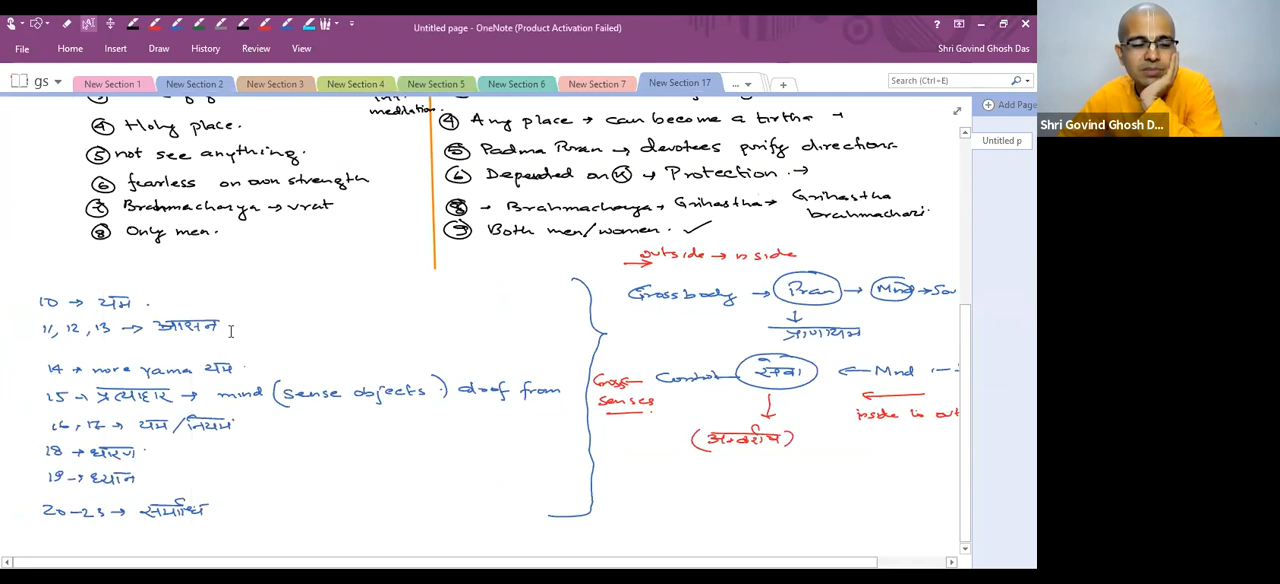 Untitled page - OneNote (Product Activation Failed)
File Home Insert Draw History Review View
Shri Govind Ghosh Das
gs New Section 1 New Section 2 New Section 3 New Section 4 New Section 5 New Section 6 New Section 7 New Section 17 ...
Search (Ctrl+E)
Add Page
Untitled p
Shri Govind Ghosh D...
meditation.
④ Holy place.
⑤ not see anything.
⑥ fearless on own strength
⑦ Brahmacharya → vrat
⑧ Only men.
④ Any place → can become a tirtha
⑤ Padma Puran → devotees purify directions
⑥ Depended on Ⓚ → Protection . →
⑧ → Brahmacharya → Grihastha → Grihastha brahmachari.
⑨ Both men/women. ✓
outside → inside
Gross body → Pran → Mind → Sou
प्राणायाम
10 → यम .
11, 12, 13 → आसन
14 → more yama यम
15 → प्रत्याहार → mind (sense objects) aloof from
16, 17 → यम / नियम
18 → धारणा
19 → ध्यान
20-23 → समाधि
Gross senses ← Control ← सेवा ← Mind
inside to out
(अम्बरीष)